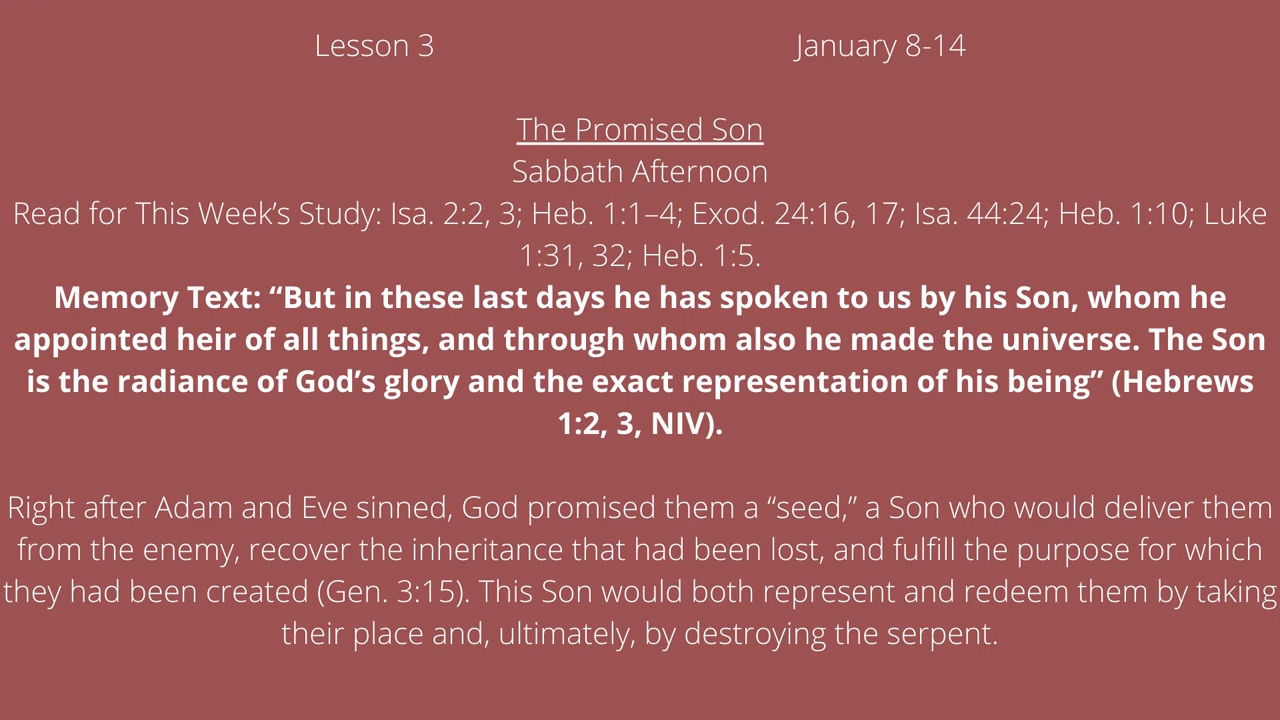 Lesson 3 January 8-14
The Promised Son
Sabbath Afternoon
Read for This Week's Study: Isa. 2:2, 3; Heb. 1:1–4; Exod. 24:16, 17; Isa. 44:24; Heb. 1:10; Luke
1:31, 32; Heb. 1:5.
Memory Text: “But in these last days he has spoken to us by his Son, whom he
appointed heir of all things, and through whom also he made the universe. The Son
is the radiance of God’s glory and the exact representation of his being” (Hebrews
1:2, 3, NIV).
Right after Adam and Eve sinned, God promised them a “seed,” a Son who would deliver them
from the enemy, recover the inheritance that had been lost, and fulfill the purpose for which
they had been created (Gen. 3:15). This Son would both represent and redeem them by taking
their place and, ultimately, by destroying the serpent.